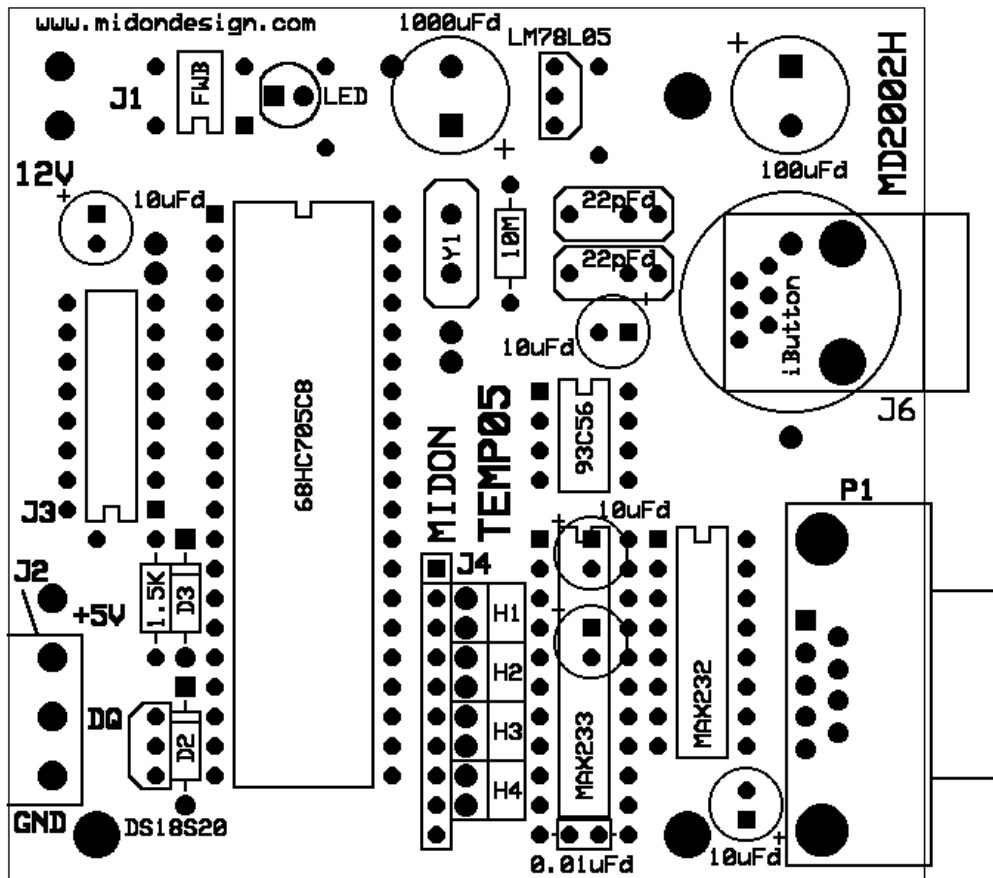 www.midondesign.com
1000uFd
LM78L05
MD2002H
J1
FWB
LED
+
+
12V
100uFd
+
10uFd
Y1
10M
22pFd
22pFd
+
10uFd
iButton
J6
68HC705C8
MIDON
TEMP05
93C56
P1
J3
10uFd
+
J2
J4
+5V
1.5K
D3
H1
+
H2
MAX232
DQ
D2
H3
MAX233
H4
GND
DS18S20
0.01uFd
10uFd
+